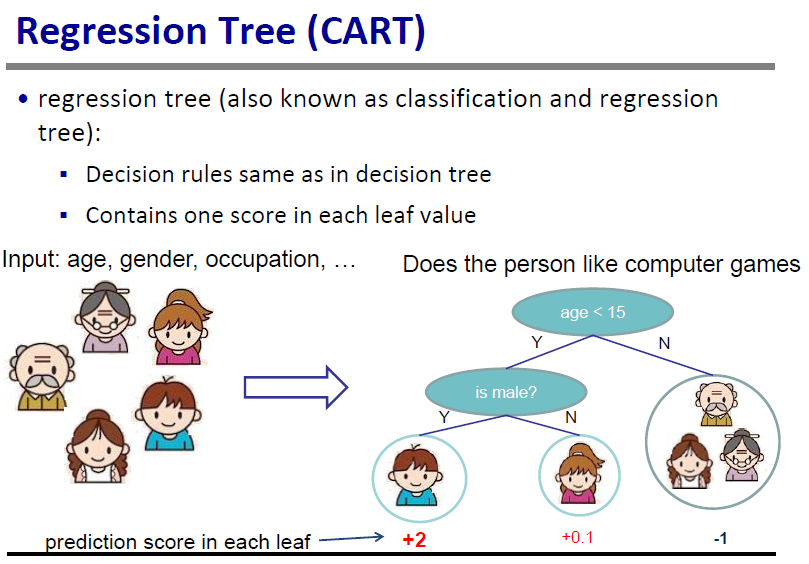 Regression Tree (CART)
• regression tree (also known as classification and regression
tree):
▪ Decision rules same as in decision tree
▪ Contains one score in each leaf value
Input: age, gender, occupation, …
Does the person like computer games
age < 15
Y
N
is male?
Y
N
prediction score in each leaf
+2
+0.1
-1